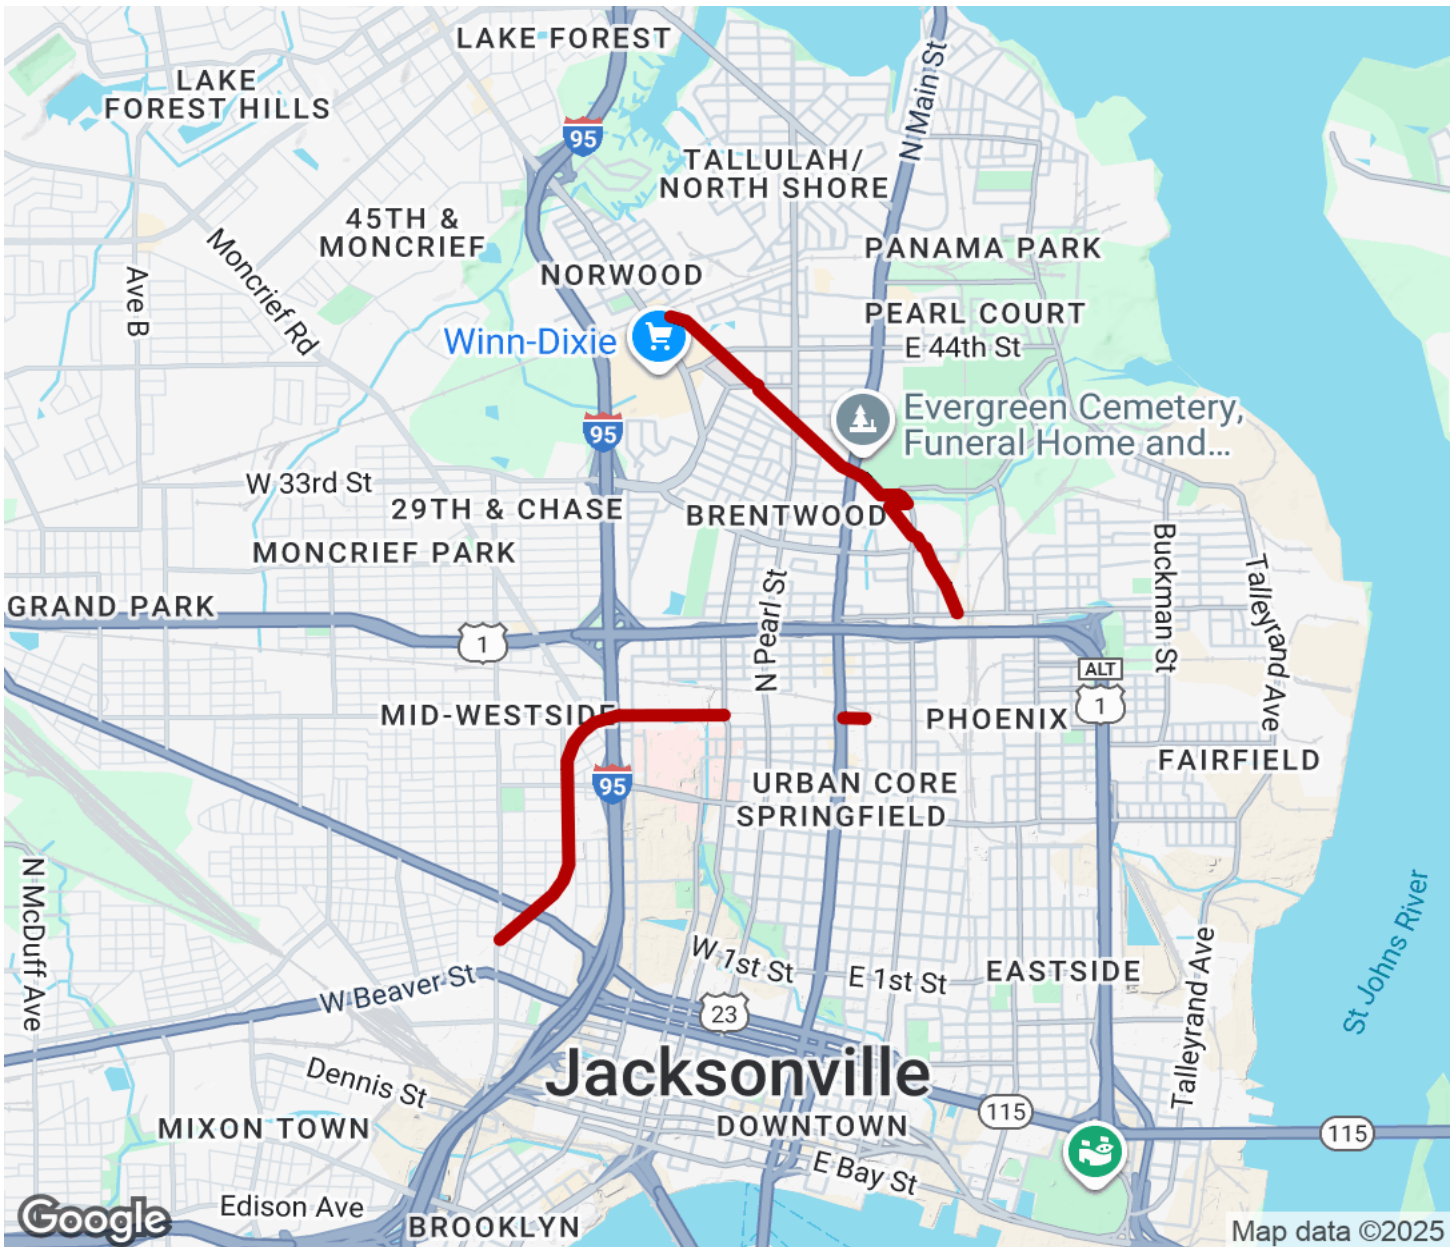 LAKE FOREST
LAKE
FOREST HILLS
95
N Main St
TALLULAH/
NORTH SHORE
45TH &
MONCRIEF
Moncrief Rd
Ave B
NORWOOD
PANAMA PARK
PEARL COURT
E 44th St
Winn-Dixie
Evergreen Cemetery,
Funeral Home and...
95
W 33rd St
29TH & CHASE
BRENTWOOD
MONCRIEF PARK
Buckman St
Talleyrand Ave
GRAND PARK
1
N Pearl St
ALT
1
MID-WESTSIDE
PHOENIX
FAIRFIELD
95
URBAN CORE
SPRINGFIELD
N McDuff Ave
W 1st St
E 1st St
EASTSIDE
W Beaver St
23
Talleyrand Ave
St Johns River
Jacksonville
Dennis St
115
115
MIXON TOWN
DOWNTOWN
E Bay St
Edison Ave
BROOKLYN
Google
Map data ©2025